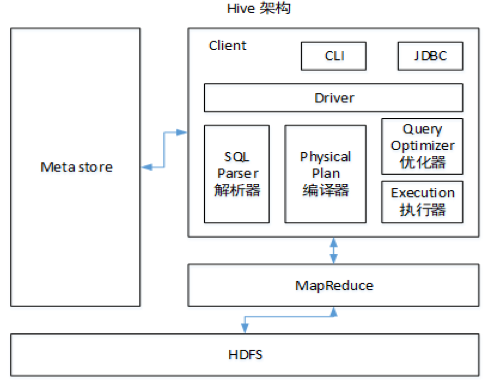 Hive 架构
Client
CLI
JDBC
Driver
Meta store
SQL
Parser
解析器
Physical
Plan
编译器
Query
Optimizer
优化器
Execution
执行器
MapReduce
HDFS